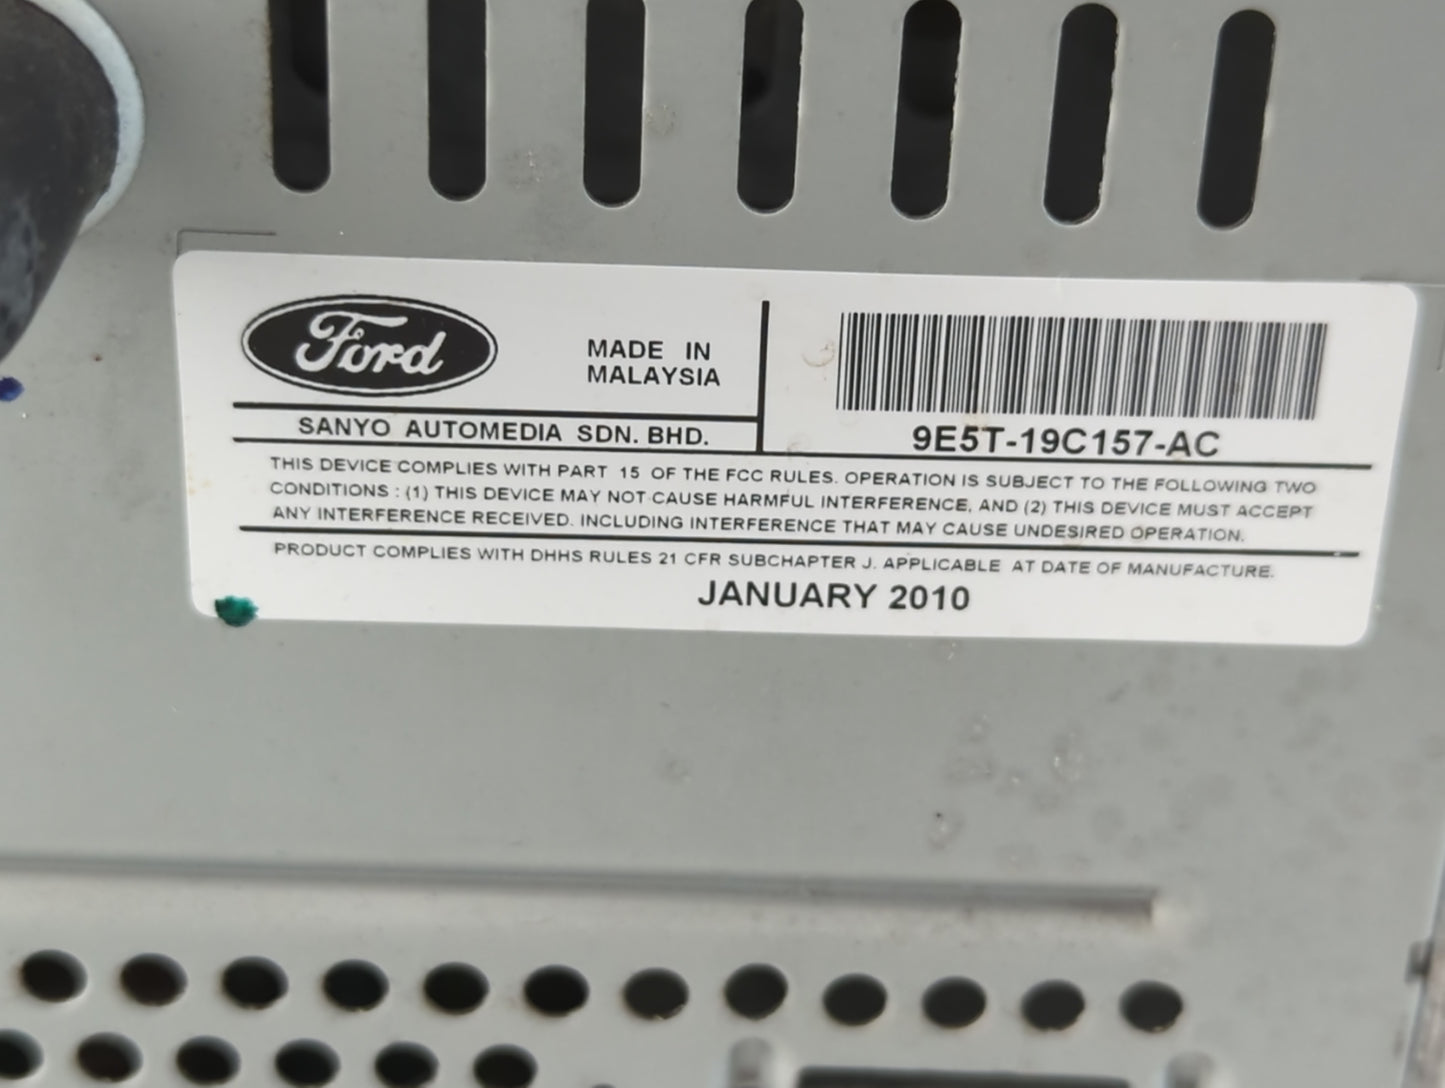 Ford
MADE IN
MALAYSIA
SANYO AUTOMEDIA SDN. BHD.
9E5T-19C157-AC
THIS DEVICE COMPLIES WITH PART 15 OF THE FCC RULES. OPERATION IS SUBJECT TO THE FOLLOWING TWO
CONDITIONS : (1) THIS DEVICE MAY NOT CAUSE HARMFUL INTERFERENCE, AND (2) THIS DEVICE MUST ACCEPT
ANY INTERFERENCE RECEIVED. INCLUDING INTERFERENCE THAT MAY CAUSE UNDESIRED OPERATION.
PRODUCT COMPLIES WITH DHHS RULES 21 CFR SUBCHAPTER J. APPLICABLE AT DATE OF MANUFACTURE.
JANUARY 2010